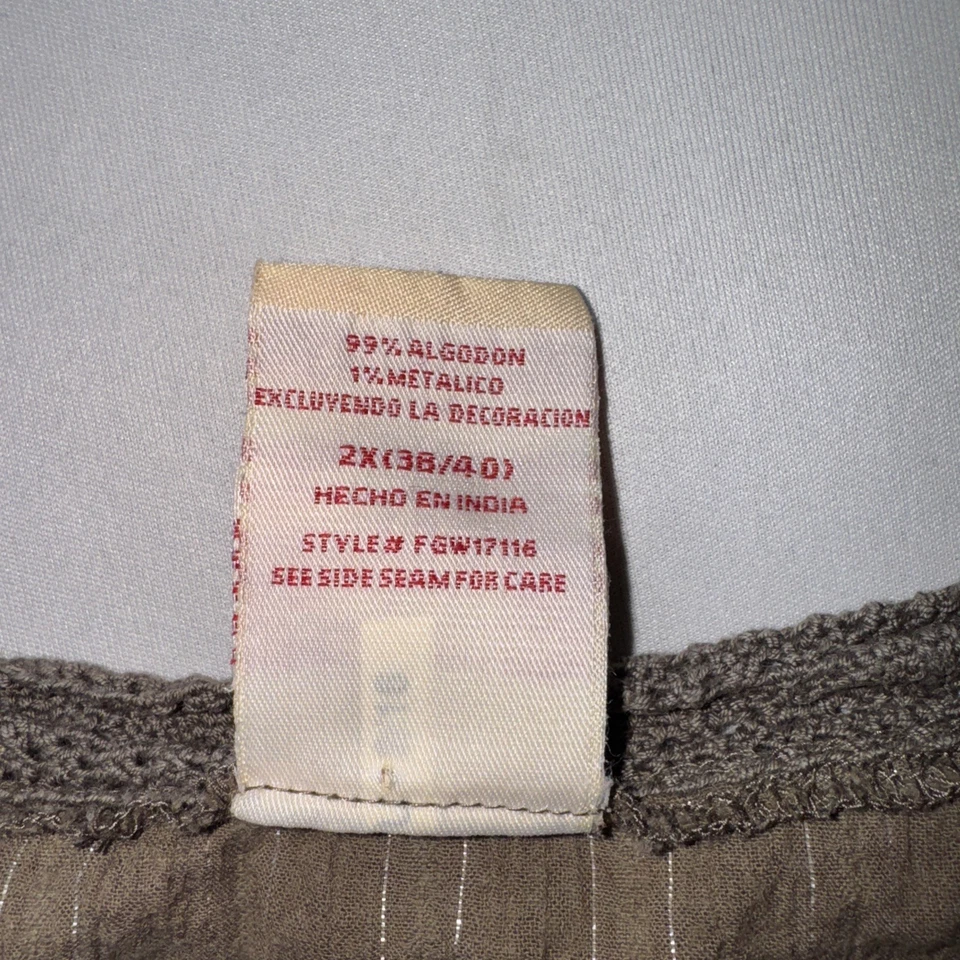 99% ALGODON
1% METALICO
EXCLUYENDO LA DECORACION
2X(38/40)
HECHO EN INDIA
STYLE# FGW17116
SEE SIDE SEAM FOR CARE